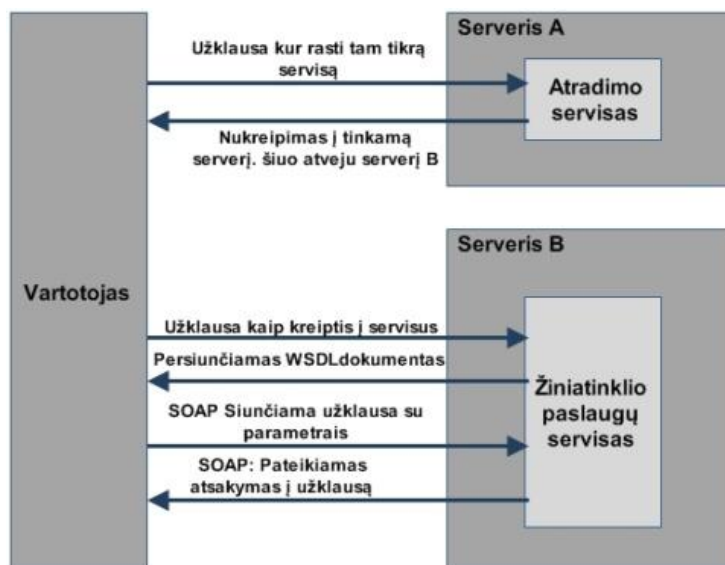 Serveris A
Užklausa kur rasti tam tikrą
servisą
Atradimo
servisas
Nukreipimas į tinkamą
serverį. šiuo atveju serverį B
Serveris B
Vartotojas
Užklausa kaip kreiptis į servisus
Persiunčiamas WSDLdokumentas
Žiniatinklio
paslaugų
servisas
SOAP Siunčiama užklausa su
parametrais
SOAP: Pateikiamas
atsakymas į užklausą